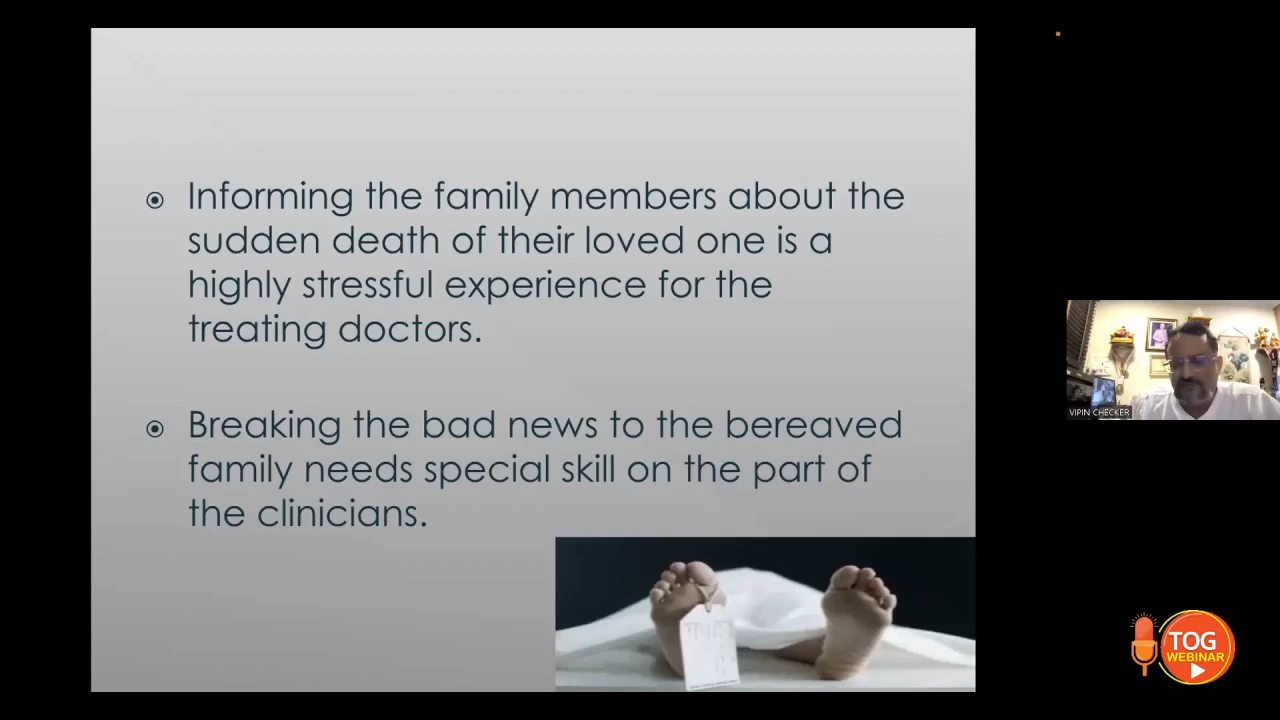 Informing the family members about the
sudden death of their loved one is a
highly stressful experience for the
treating doctors.
Breaking the bad news to the bereaved
family needs special skill on the part of
the clinicians.
VIPIN CHECKER
TOG
WEBINAR